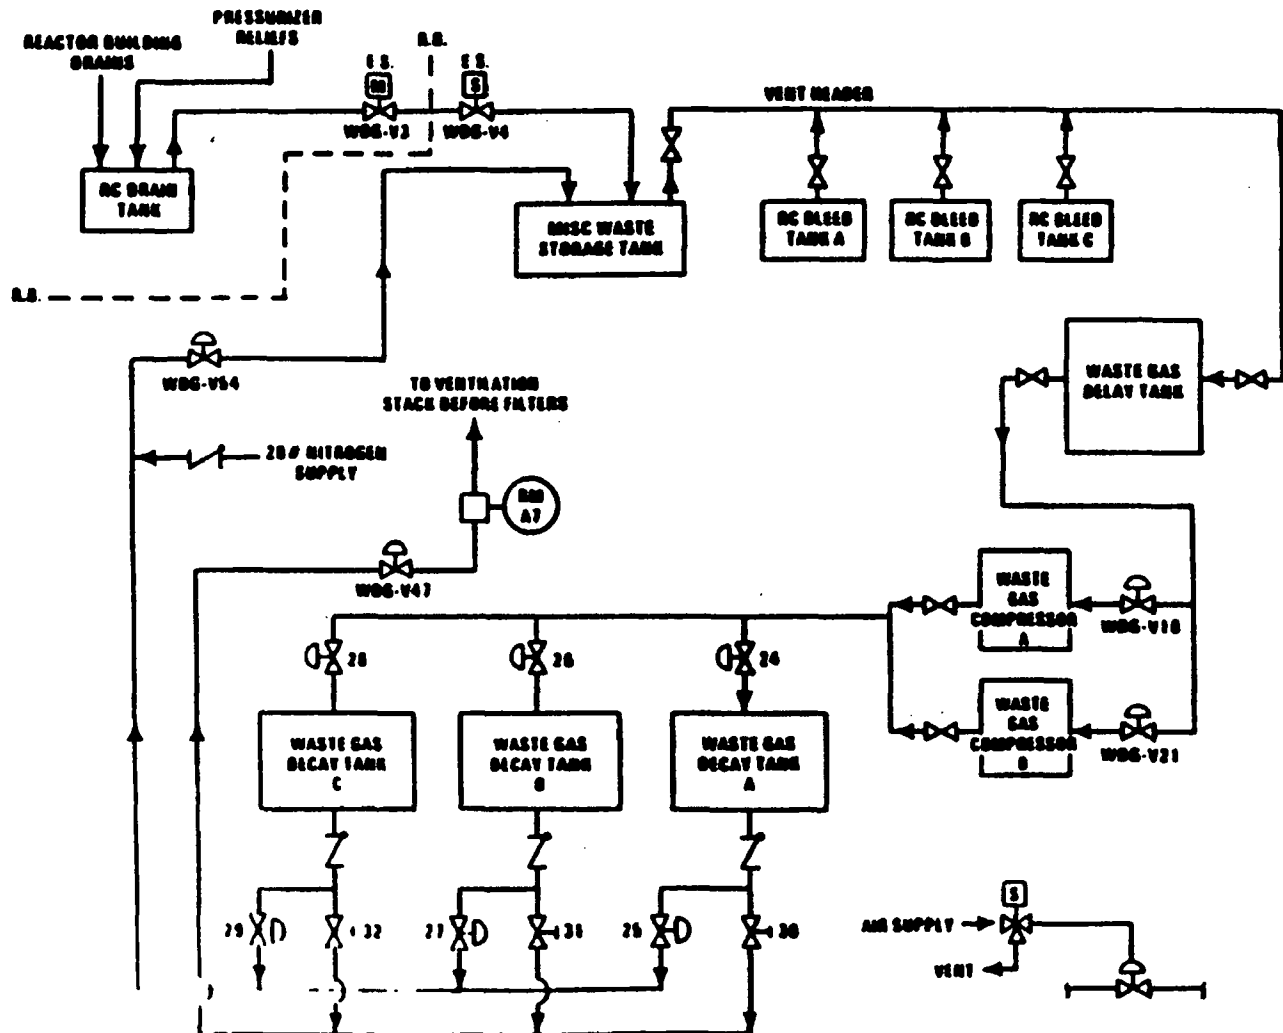 PRESSURIZER
RELIEFS
REACTOR BUILDING
DRAINS
R.B.
E S.
M
E S.
S
WDG-V3
WDG-V4
VENT HEADER
RC DRAIN
TANK
MISC WASTE
STORAGE TANK
RC BLEED
TANK A
RC BLEED
TANK B
RC BLEED
TANK C
R.B.
WASTE GAS
DELAY TANK
WDG-V54
TO VENTILATION
STACK BEFORE FILTERS
20# NITROGEN
SUPPLY
RM
A7
WDG-V47
WASTE
GAS
COMPRESSOR
A
WDG-V18
28
26
24
WASTE
GAS
COMPRESSOR
B
WDG-V21
WASTE GAS
DECAY TANK
C
WASTE GAS
DECAY TANK
B
WASTE GAS
DECAY TANK
A
29
32
27
31
25
30
S
AIR SUPPLY
VENT